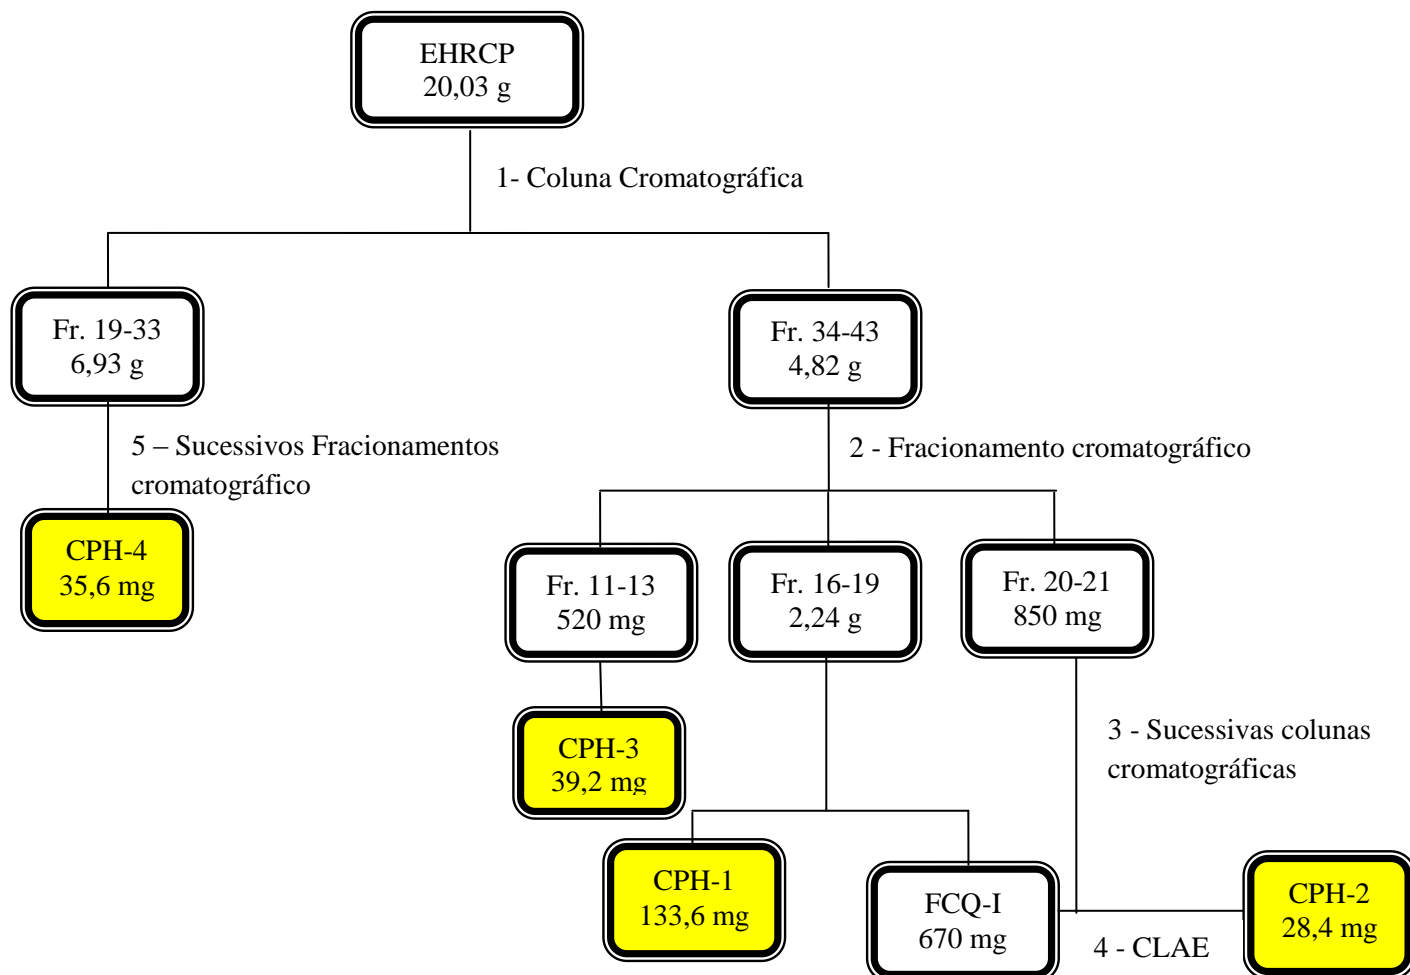 EHRCP
20,03 g
1- Coluna Cromatográfica
Fr. 19-33
6,93 g
Fr. 34-43
4,82 g
5 – Sucessivos Fracionamentos
cromatográfico
2 - Fracionamento cromatográfico
CPH-4
35,6 mg
Fr. 11-13
520 mg
Fr. 16-19
2,24 g
Fr. 20-21
850 mg
CPH-3
39,2 mg
3 - Sucessivas colunas
cromatográficas
CPH-1
133,6 mg
FCQ-I
670 mg
4 - CLAE
CPH-2
28,4 mg